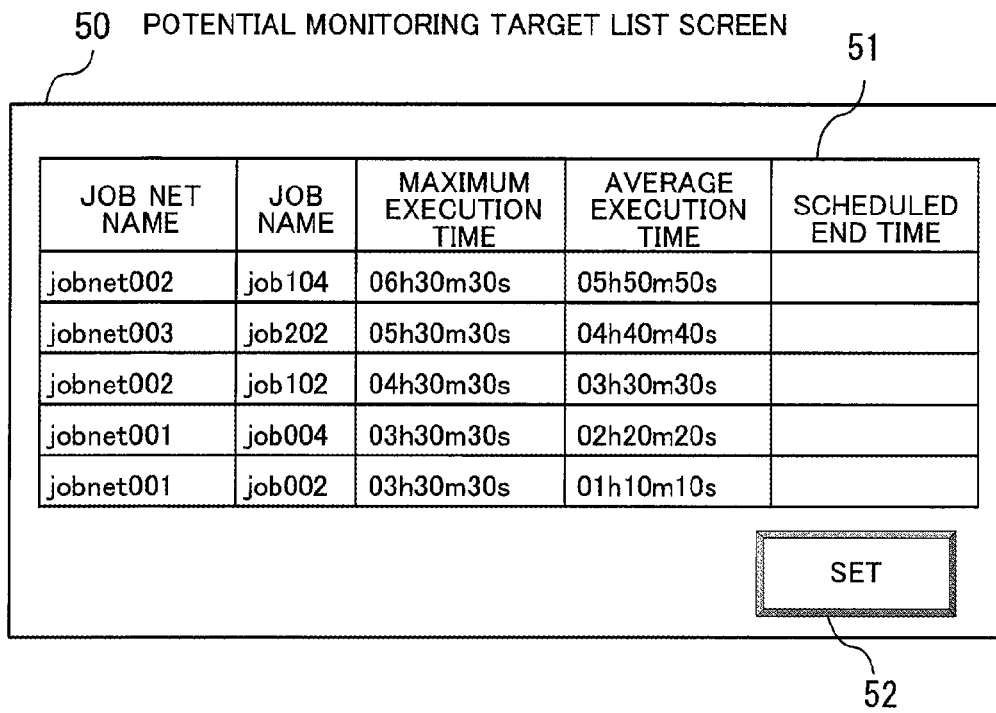 50 POTENTIAL MONITORING TARGET LIST SCREEN
51
JOB NET NAME JOB NAME MAXIMUM EXECUTION TIME AVERAGE EXECUTION TIME SCHEDULED END TIME
jobnet002 job104 06h30m30s 05h50m50s
jobnet003 job202 05h30m30s 04h40m40s
jobnet002 job102 04h30m30s 03h30m30s
jobnet001 job004 03h30m30s 02h20m20s
jobnet001 job002 03h30m30s 01h10m10s
SET
52